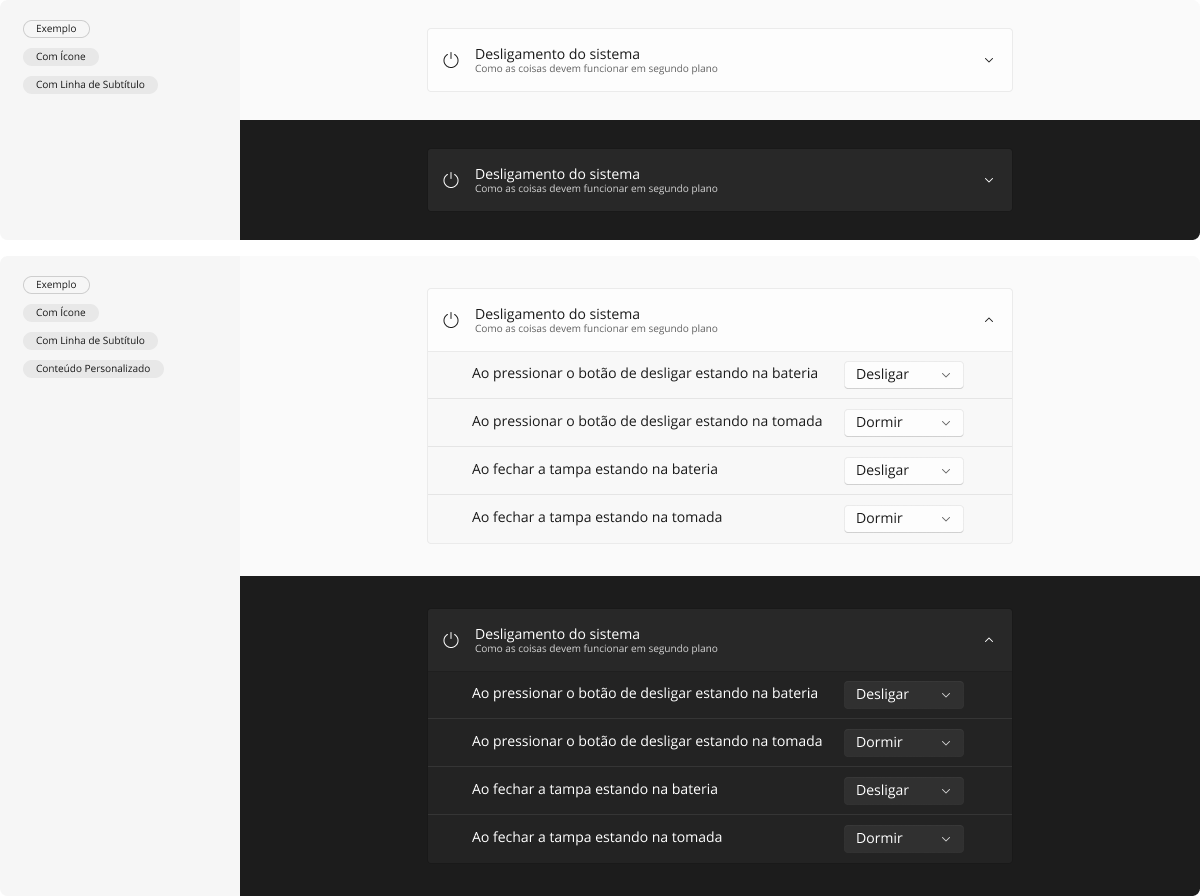 Exemplo
Com Ícone
Com Linha de Subtítulo
Desligamento do sistema
Como as coisas devem funcionar em segundo plano
Desligamento do sistema
Como as coisas devem funcionar em segundo plano
Exemplo
Com Ícone
Com Linha de Subtítulo
Conteúdo Personalizado
Desligamento do sistema
Como as coisas devem funcionar em segundo plano
Ao pressionar o botão de desligar estando na bateria Desligar
Ao pressionar o botão de desligar estando na tomada Dormir
Ao fechar a tampa estando na bateria Desligar
Ao fechar a tampa estando na tomada Dormir
Desligamento do sistema
Como as coisas devem funcionar em segundo plano
Ao pressionar o botão de desligar estando na bateria Desligar
Ao pressionar o botão de desligar estando na tomada Dormir
Ao fechar a tampa estando na bateria Desligar
Ao fechar a tampa estando na tomada Dormir